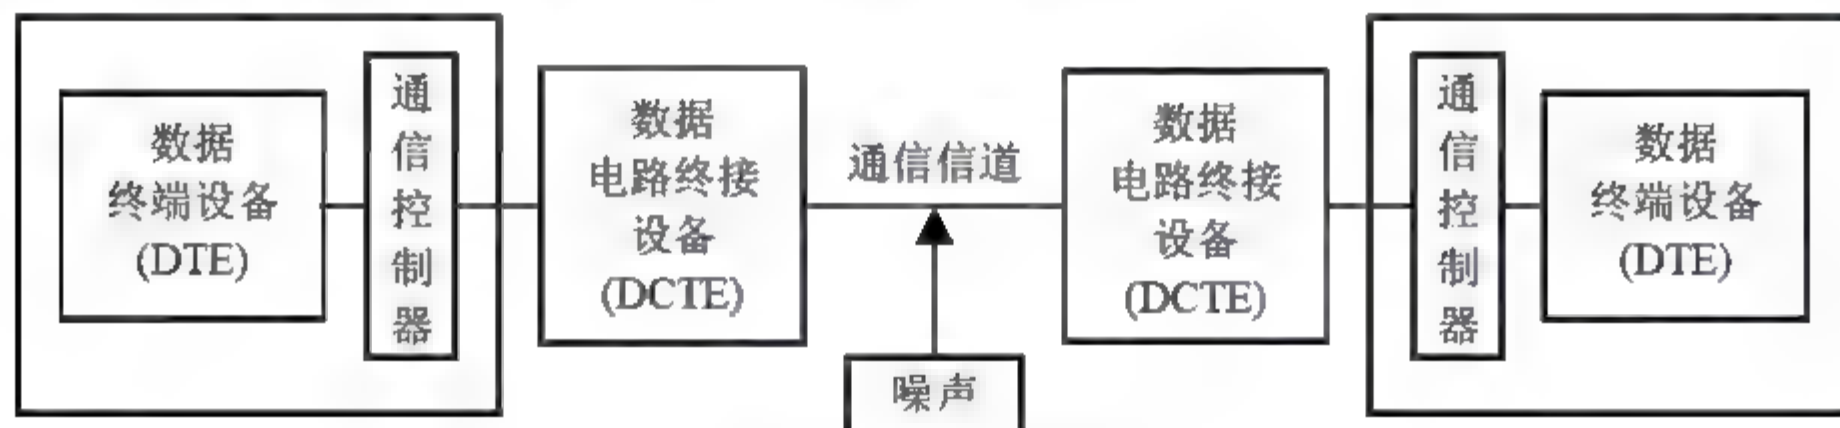 数据
终端设备
(DTE)
通信控制器
数据
电路终接
设备
(DCTE)
通信信道
噪声
数据
电路终接
设备
(DCTE)
通信控制器
数据
终端设备
(DTE)